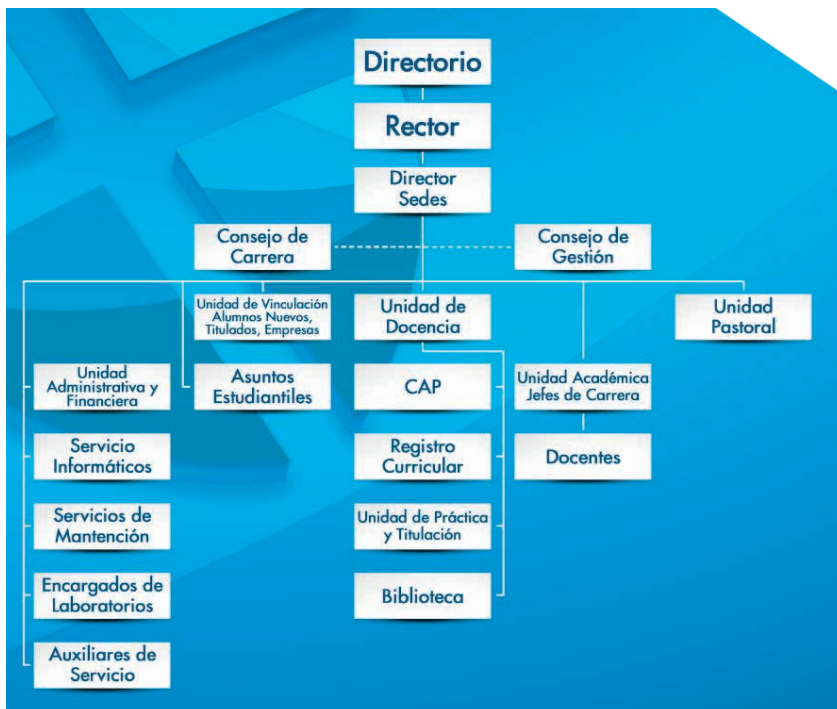 Directorio
Rector
Director
Sedes
Consejo de
Carrera
Consejo de
Gestión
Unidad de Vinculación
Alumnos Nuevos,
Titulados, Empresas
Unidad de
Docencia
Unidad
Pastoral
Unidad
Administrativa y
Financiera
Asuntos
Estudiantiles
CAP
Unidad Académica
Jefes de Carrera
Servicio
Informáticos
Registro
Curricular
Docentes
Servicios de
Mantención
Unidad de Práctica
y Titulación
Encargados de
Laboratorios
Biblioteca
Auxiliares de
Servicio